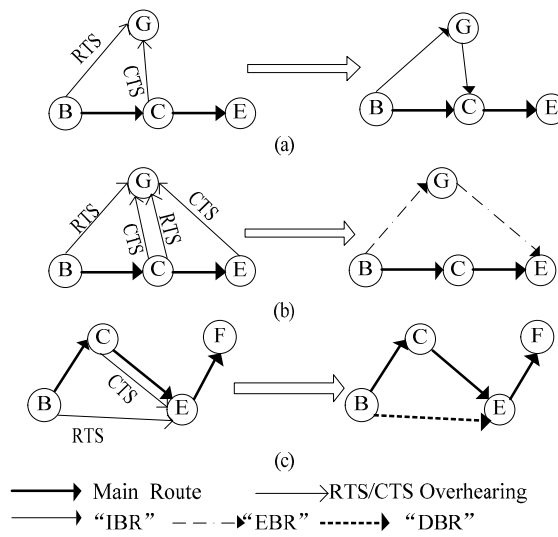 G
RTS
CTS
B
C
E
G
B
C
E
(a)
G
RTS
CTS
RTS
CTS
B
C
E
G
B
C
E
(b)
C
F
CTS
B
E
RTS
C
F
B
E
(c)
Main Route
RTS/CTS Overhearing
“IBR” “EBR” “DBR”